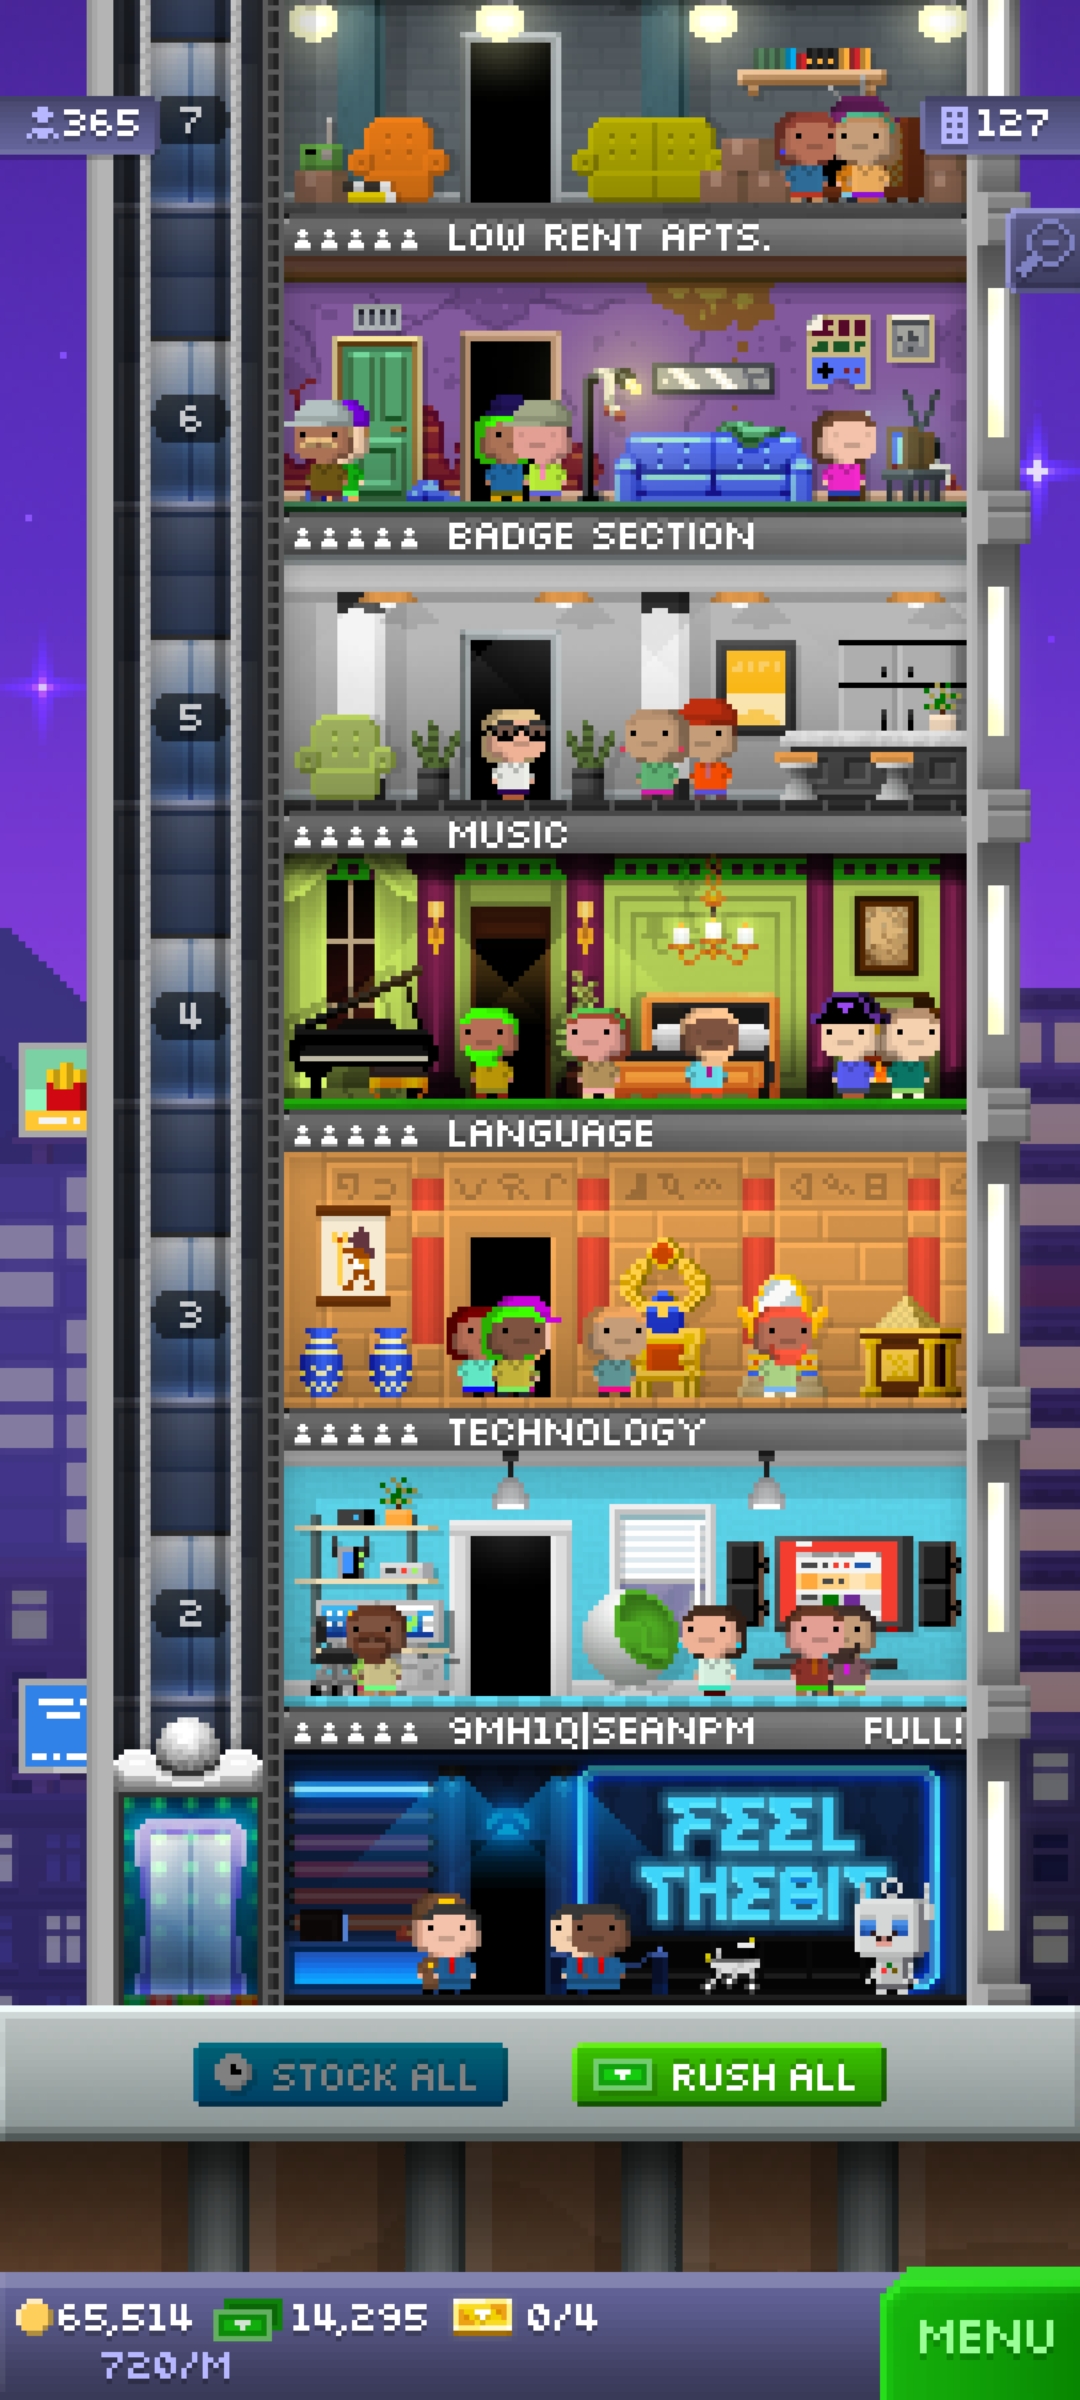 7
365
127
LOW RENT APTS.
6
BADGE SECTION
5
MUSIC
4
LANGUAGE
3
TECHNOLOGY
2
9MH1Q|SEANPM FULL!
FEEL
THEBIT
STOCK ALL
RUSH ALL
65,514 14,295 0/4
720/M
MENU